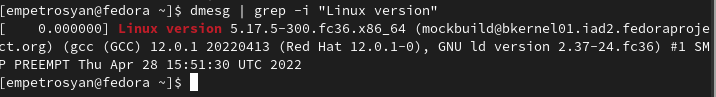 [empetrosyan@fedora ~]$ dmesg | grep -i "Linux version"
[    0.000000] Linux version 5.17.5-300.fc36.x86_64 (mockbuild@bkernel01.iad2.fedoraproje
ct.org) (gcc (GCC) 12.0.1 20220413 (Red Hat 12.0.1-0), GNU ld version 2.37-24.fc36) #1 SM
P PREEMPT Thu Apr 28 15:51:30 UTC 2022
[empetrosyan@fedora ~]$